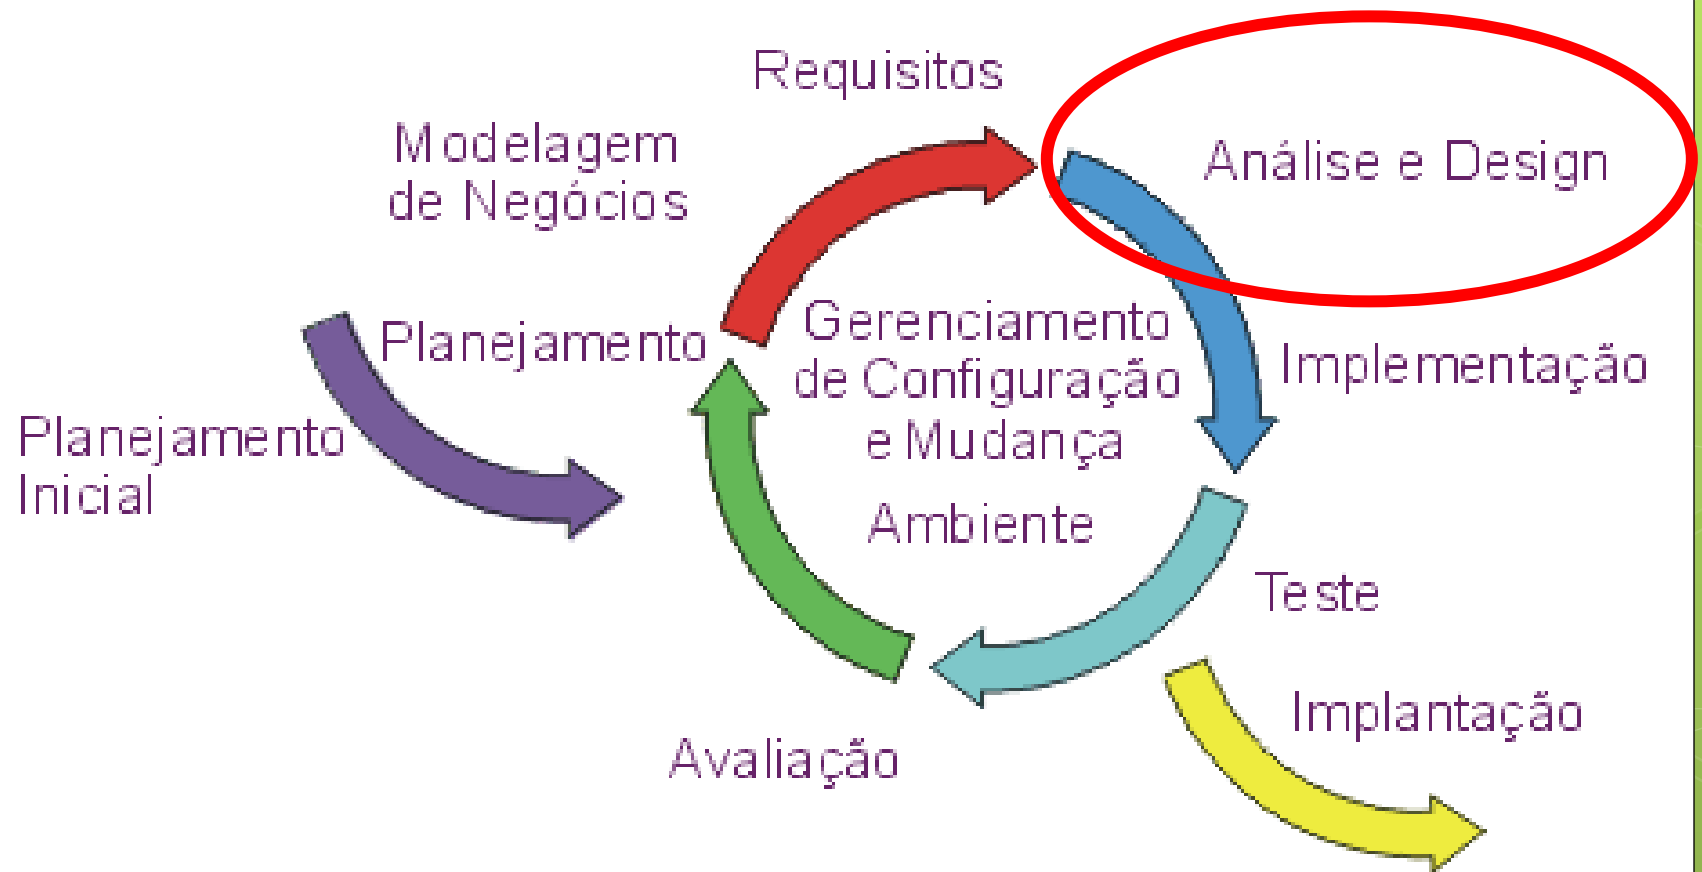 Requisitos
Modelagem
de Negócios
Análise e Design
Planejamento
Gerenciamento
de Configuração
e Mudança
Implementação
Planejamento
Inicial
Ambiente
Teste
Implantação
Avaliação